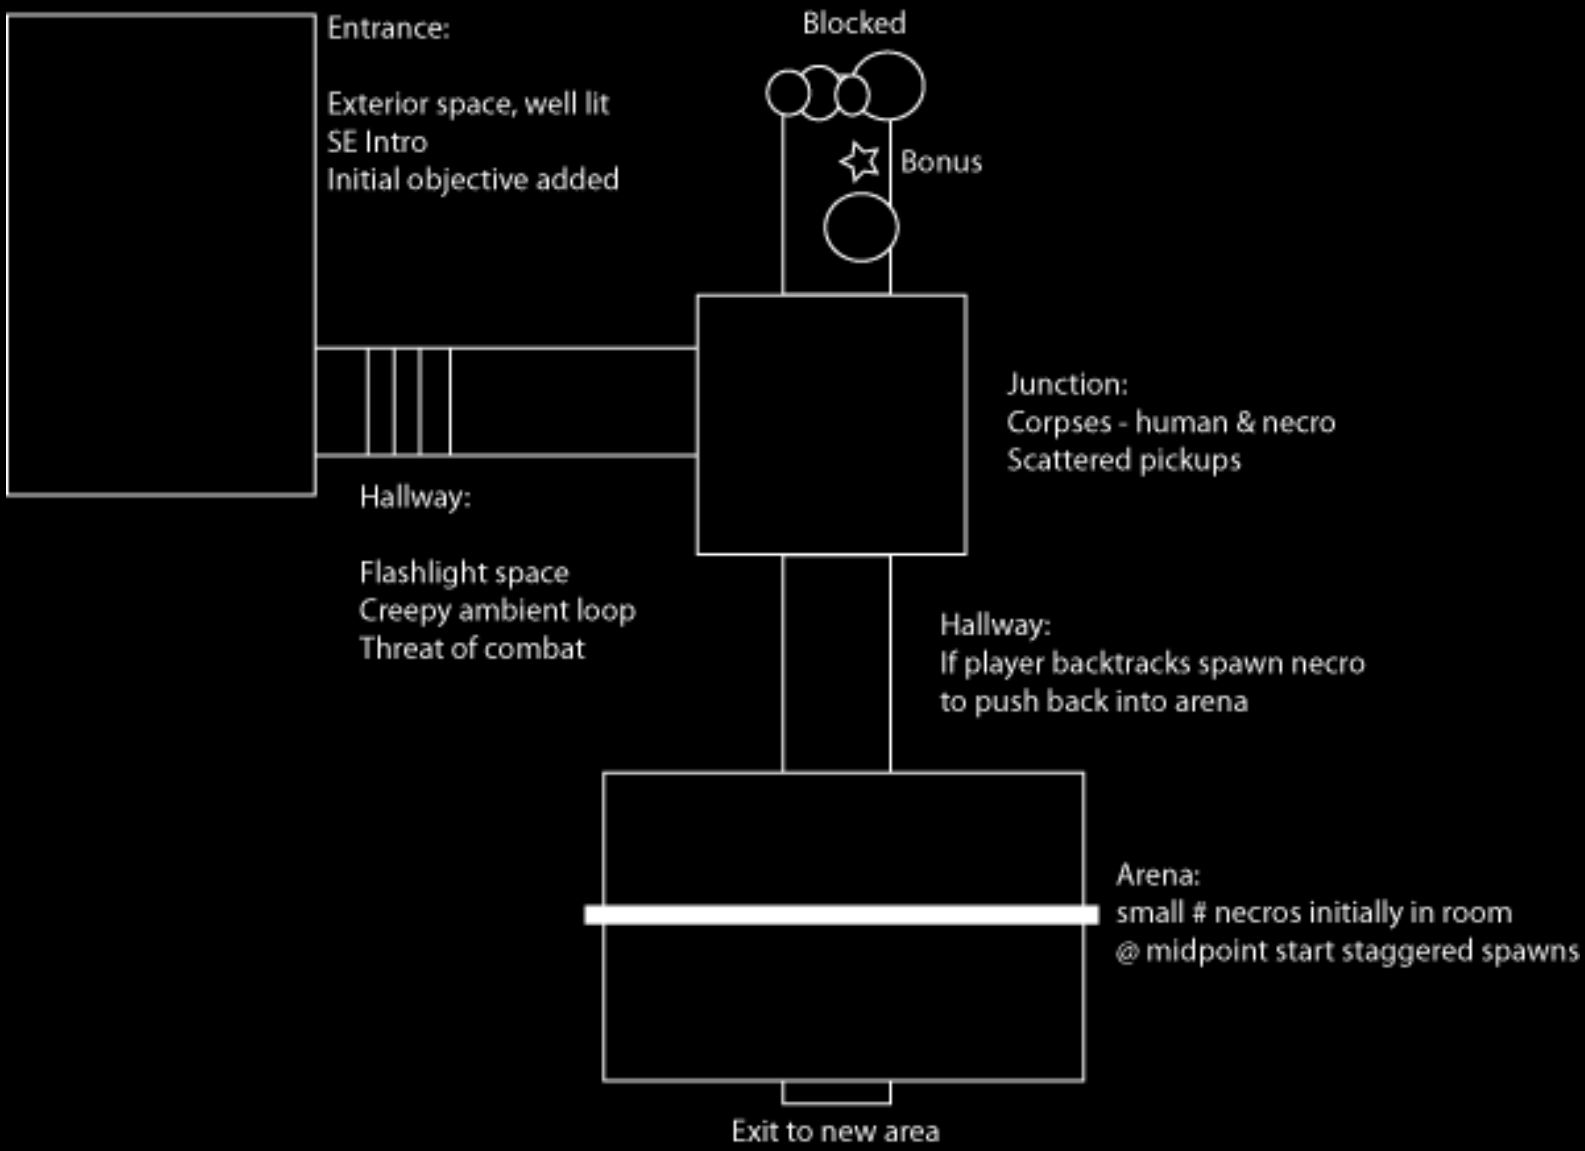 Entrance:
Exterior space, well lit
SE Intro
Initial objective added
Blocked
Bonus
Junction:
Corpses - human & necro
Scattered pickups
Hallway:
Flashlight space
Creepy ambient loop
Threat of combat
Hallway:
If player backtracks spawn necro
to push back into arena
Arena:
small # necros initially in room
@ midpoint start staggered spawns
Exit to new area